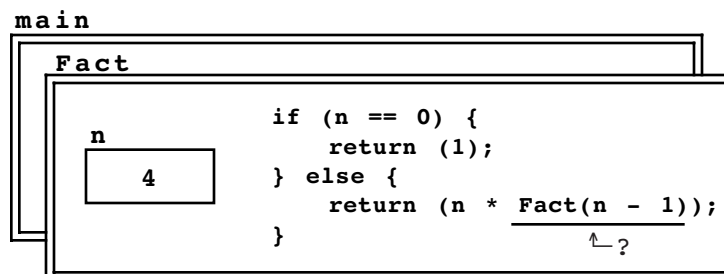 main
Fact
n
4
if (n == 0) {
return (1);
} else {
return (n * Fact(n - 1));
}
?